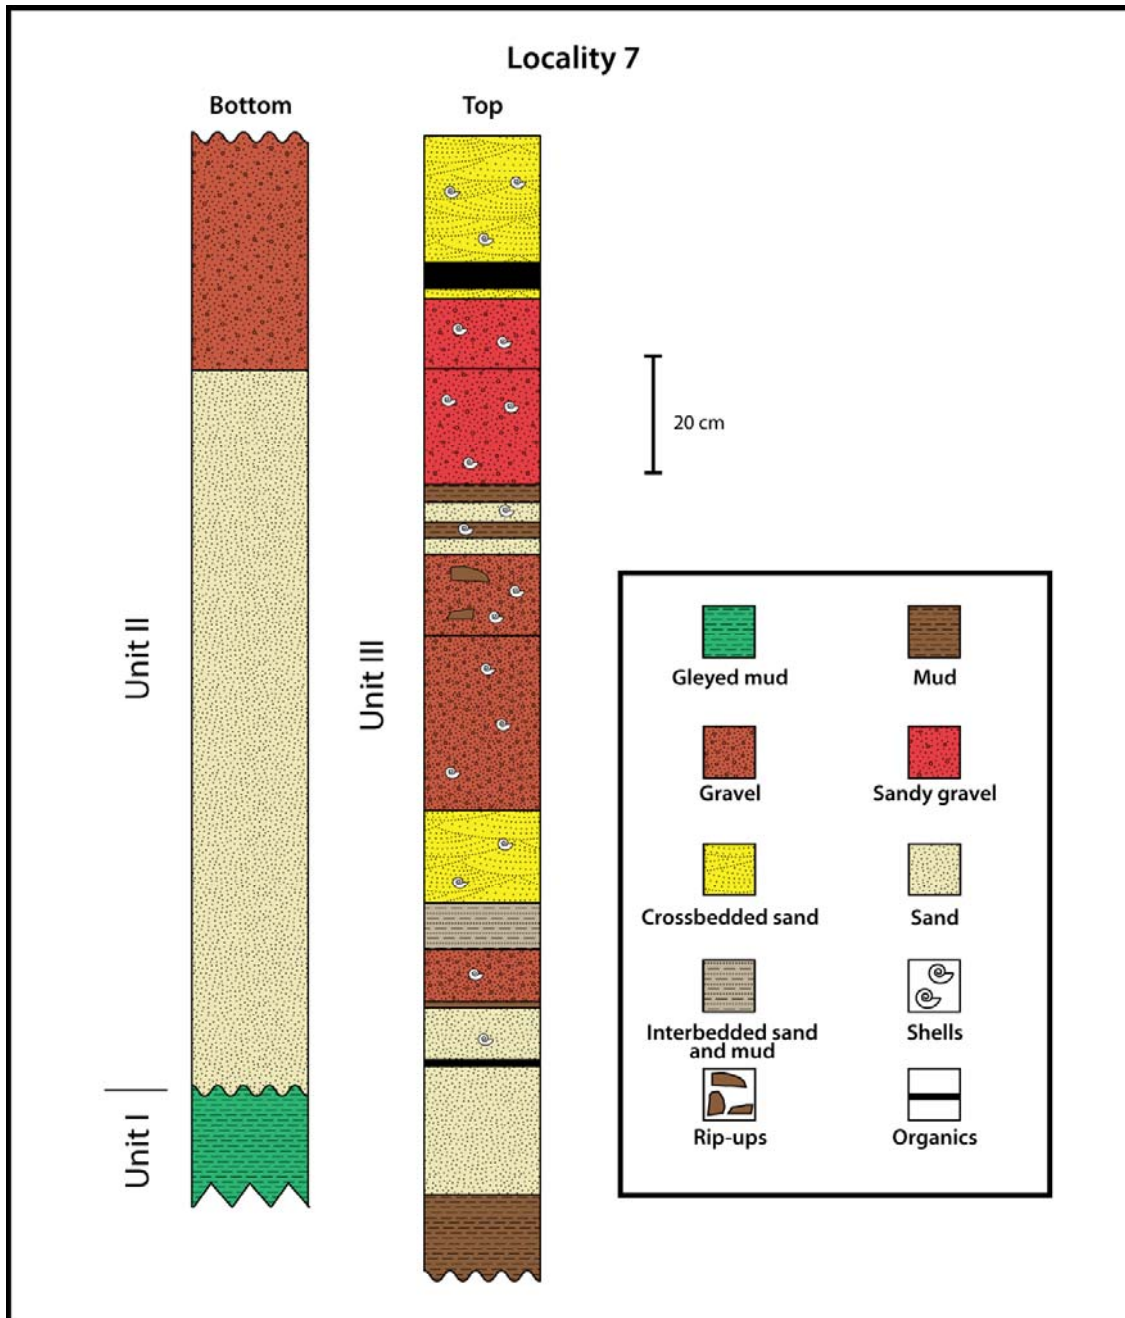 Locality 7
Bottom
Top
20 cm
Unit II
Unit III
Unit I
Gleyed mud
Mud
Gravel
Sandy gravel
Crossbedded sand
Sand
Interbedded sand
and mud
Shells
Rip-ups
Organics